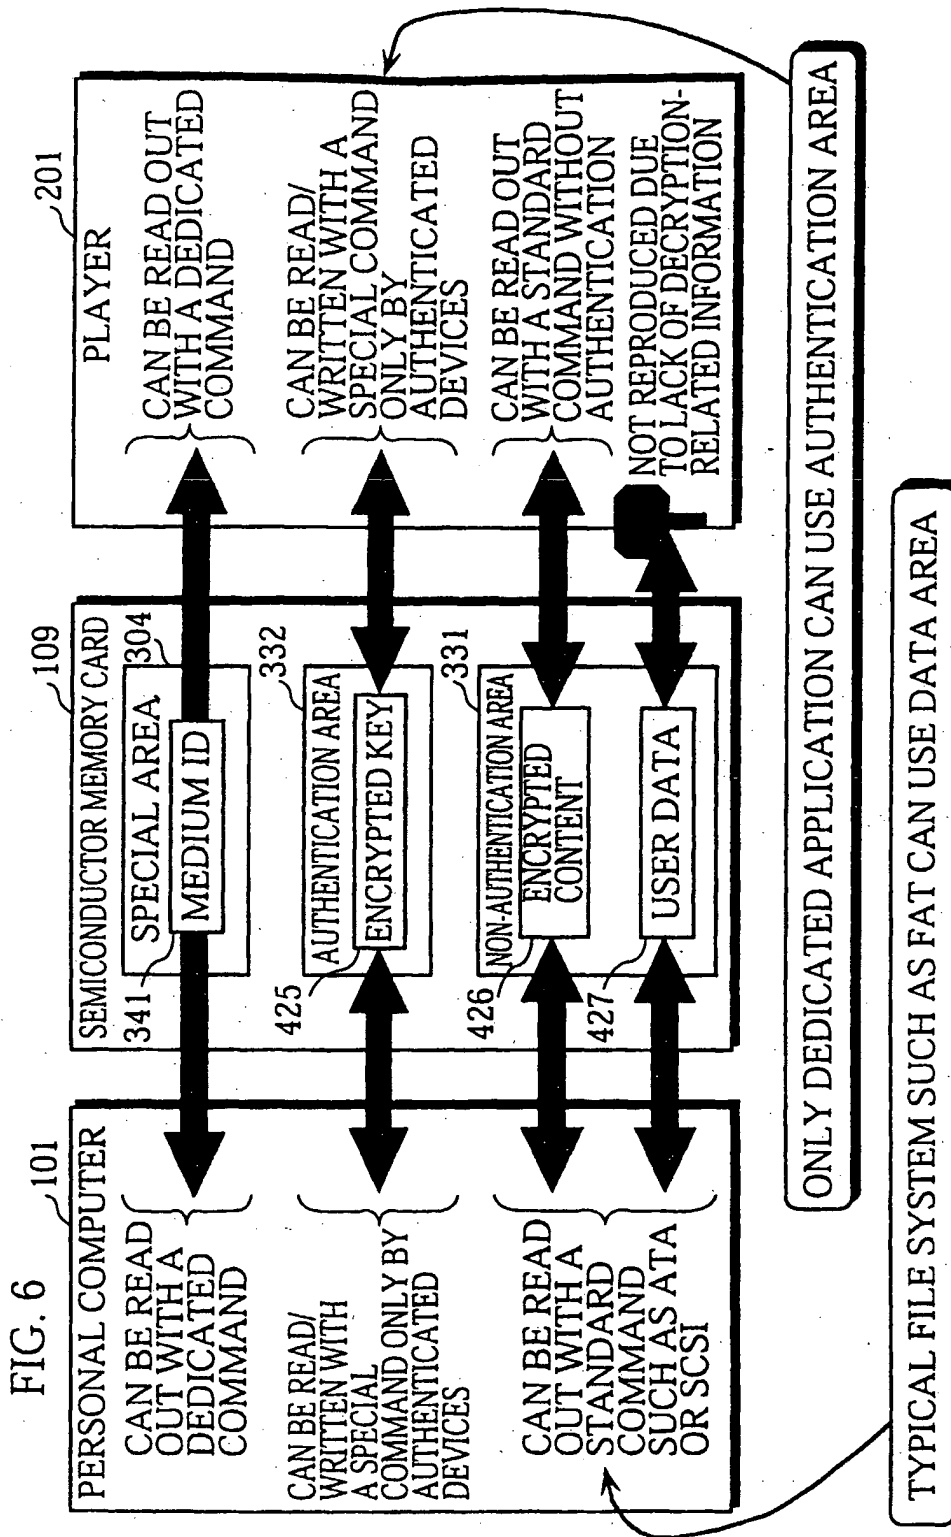 FIG. 6
PERSONAL COMPUTER
101
CAN BE READ
OUT WITH A
DEDICATED
COMMAND
CAN BE READ/
WRITTEN WITH
A SPECIAL
COMMAND ONLY BY
AUTHENTICATED
DEVICES
CAN BE READ
OUT WITH A
STANDARD
COMMAND
SUCH AS ATA
OR SCSI
SEMICONDUCTOR MEMORY CARD
109
341
SPECIAL AREA
304
MEDIUM ID
425
AUTHENTICATION AREA
332
ENCRYPTED KEY
426
NON-AUTHENTICATION AREA
331
ENCRYPTED
CONTENT
427
USER DATA
PLAYER
201
CAN BE READ OUT
WITH A DEDICATED
COMMAND
CAN BE READ/
WRITTEN WITH A
SPECIAL COMMAND
ONLY BY
AUTHENTICATED
DEVICES
CAN BE READ OUT
WITH A STANDARD
COMMAND WITHOUT
AUTHENTICATION
NOT REPRODUCED DUE
TO LACK OF DECRYPTION-
RELATED INFORMATION
ONLY DEDICATED APPLICATION CAN USE AUTHENTICATION AREA
TYPICAL FILE SYSTEM SUCH AS FAT CAN USE DATA AREA